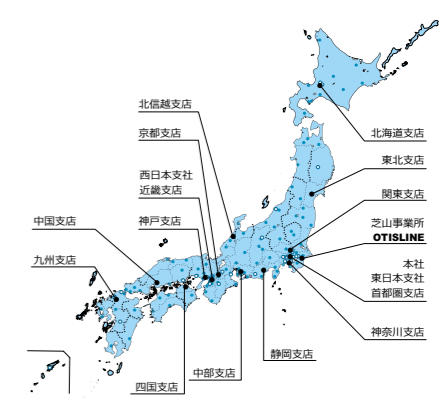 北海道支店
東北支店
関東支店
芝山事業所
OTISLINE
本社
東日本支社
首都圏支店
神奈川支店
静岡支店
中部支店
四国支店
北信越支店
京都支店
西日本支社
近畿支店
神戸支店
中国支店
九州支店